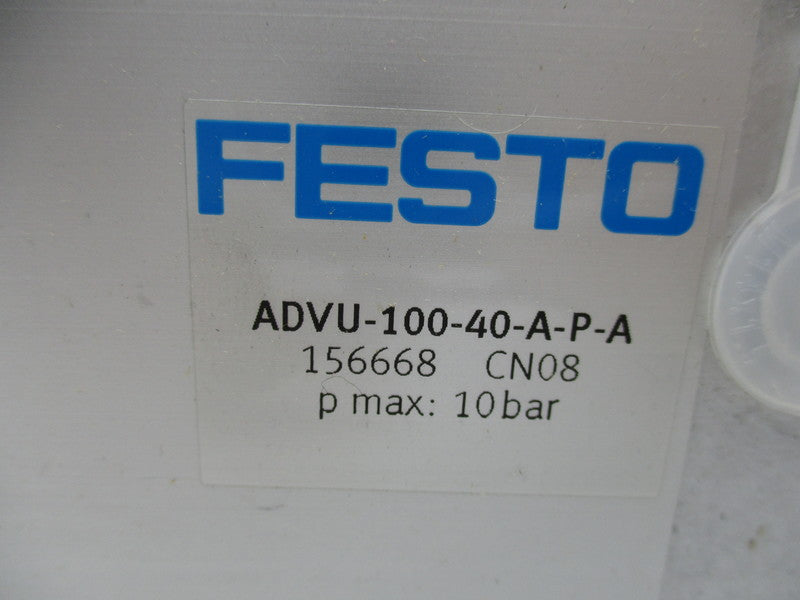 FESTO
ADVU-100-40-A-P-A
156668 CN08
p max: 10bar